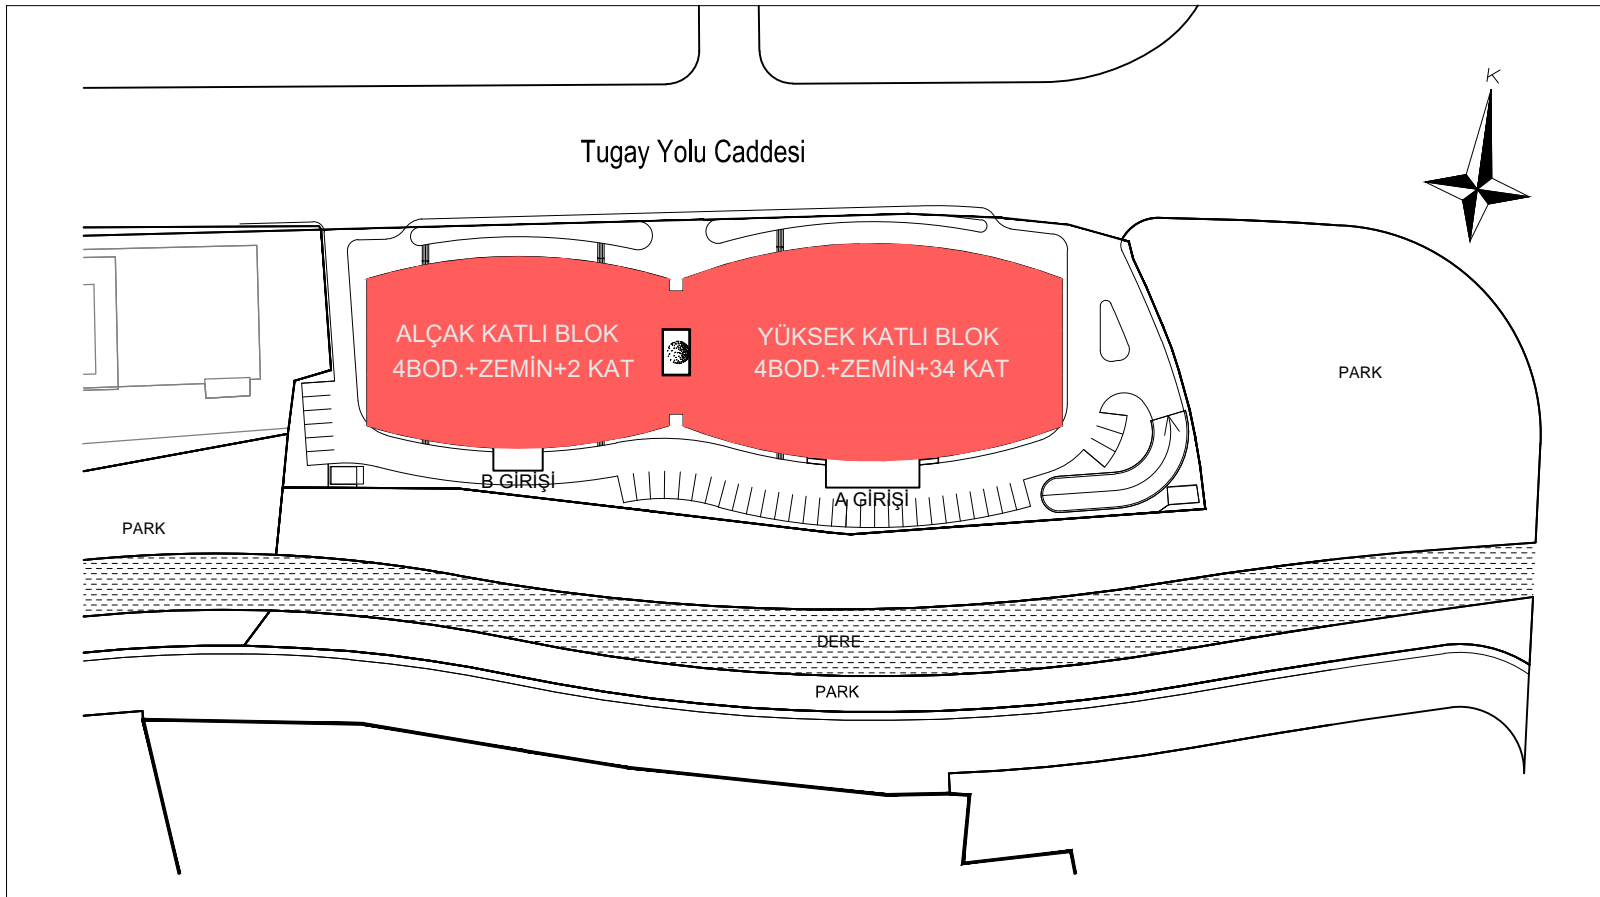 K
Tugay Yolu Caddesi
ALÇAK KATLI BLOK
4BOD.+ZEMİN+2 KAT
YÜKSEK KATLI BLOK
4BOD.+ZEMİN+34 KAT
PARK
B GİRİŞİ
A GİRİŞİ
PARK
DERE
PARK